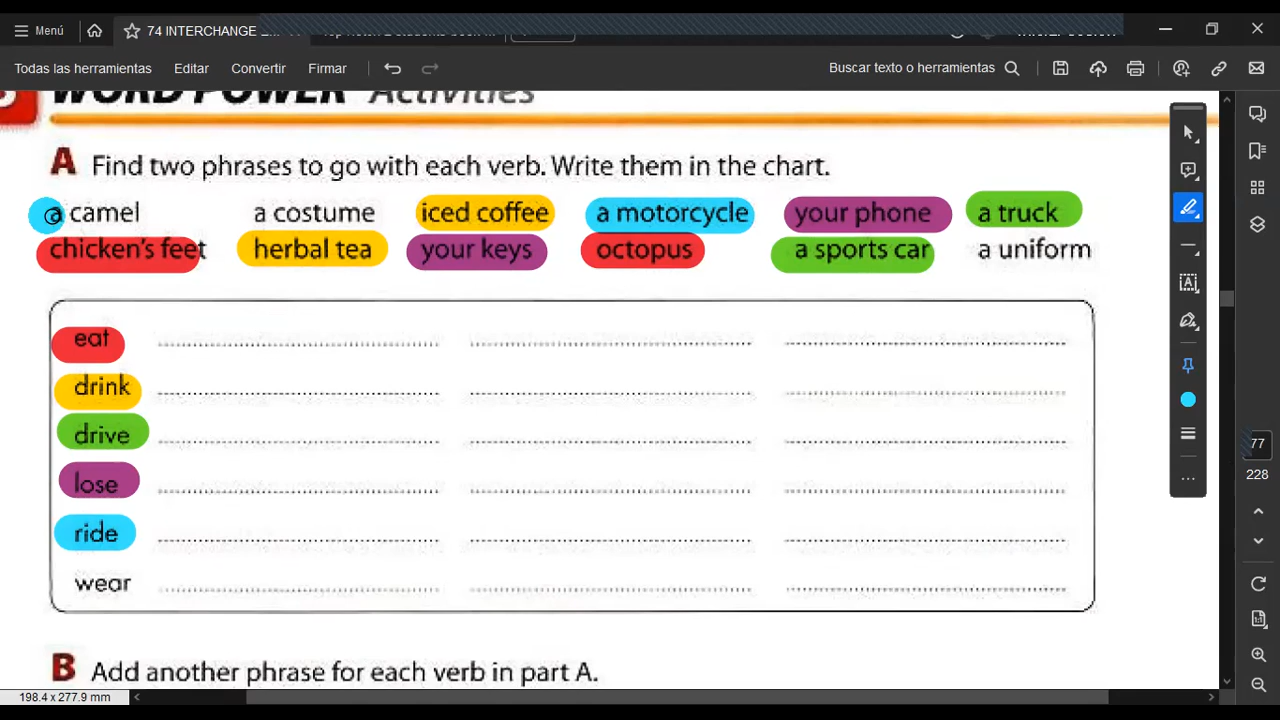 Menú
74 INTERCHANGE
Todas las herramientas Editar Convertir Firmar
Buscar texto o herramientas
WORD POWER Activities
A Find two phrases to go with each verb. Write them in the chart.
a camel a costume iced coffee a motorcycle your phone a truck
chicken's feet herbal tea your keys octopus a sports car a uniform
eat
drink
drive
lose
ride
wear
B Add another phrase for each verb in part A.
77
228
198.4 x 277.9 mm